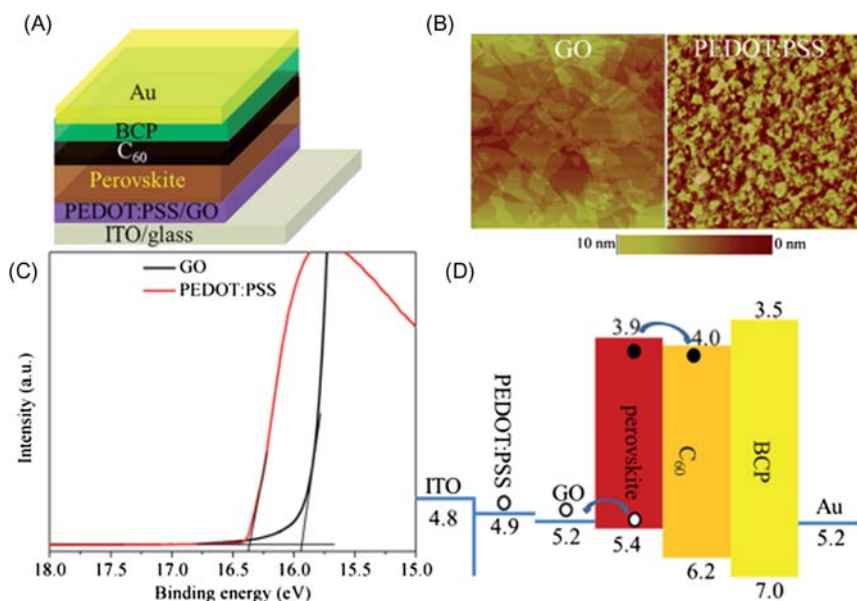 (A)
Au
BCP
C60
Perovskite
PEDOT:PSS/GO
ITO/glass
(B)
GO
PEDOT:PSS
10 nm
0 nm
(C)
GO
PEDOT:PSS
Intensity (a.u.)
18.0 17.5 17.0 16.5 16.0 15.5 15.0
Binding energy (eV)
(D)
ITO
4.8
PEDOT:PSS
4.9
GO
5.2
3.9
perovskite
5.4
4.0
C60
6.2
3.5
BCP
7.0
Au
5.2